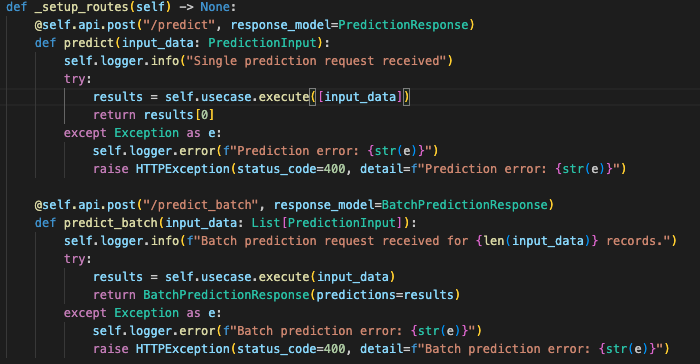 def _setup_routes(self) -> None:
    @self.api.post("/predict", response_model=PredictionResponse)
    def predict(input_data: PredictionInput):
        self.logger.info("Single prediction request received")
        try:
            results = self.usecase.execute([input_data])
            return results[0]
        except Exception as e:
            self.logger.error(f"Prediction error: {str(e)}")
            raise HTTPException(status_code=400, detail=f"Prediction error: {str(e)}")

    @self.api.post("/predict_batch", response_model=BatchPredictionResponse)
    def predict_batch(input_data: List[PredictionInput]):
        self.logger.info(f"Batch prediction request received for {len(input_data)} records.")
        try:
            results = self.usecase.execute(input_data)
            return BatchPredictionResponse(predictions=results)
        except Exception as e:
            self.logger.error(f"Batch prediction error: {str(e)}")
            raise HTTPException(status_code=400, detail=f"Batch prediction error: {str(e)}")